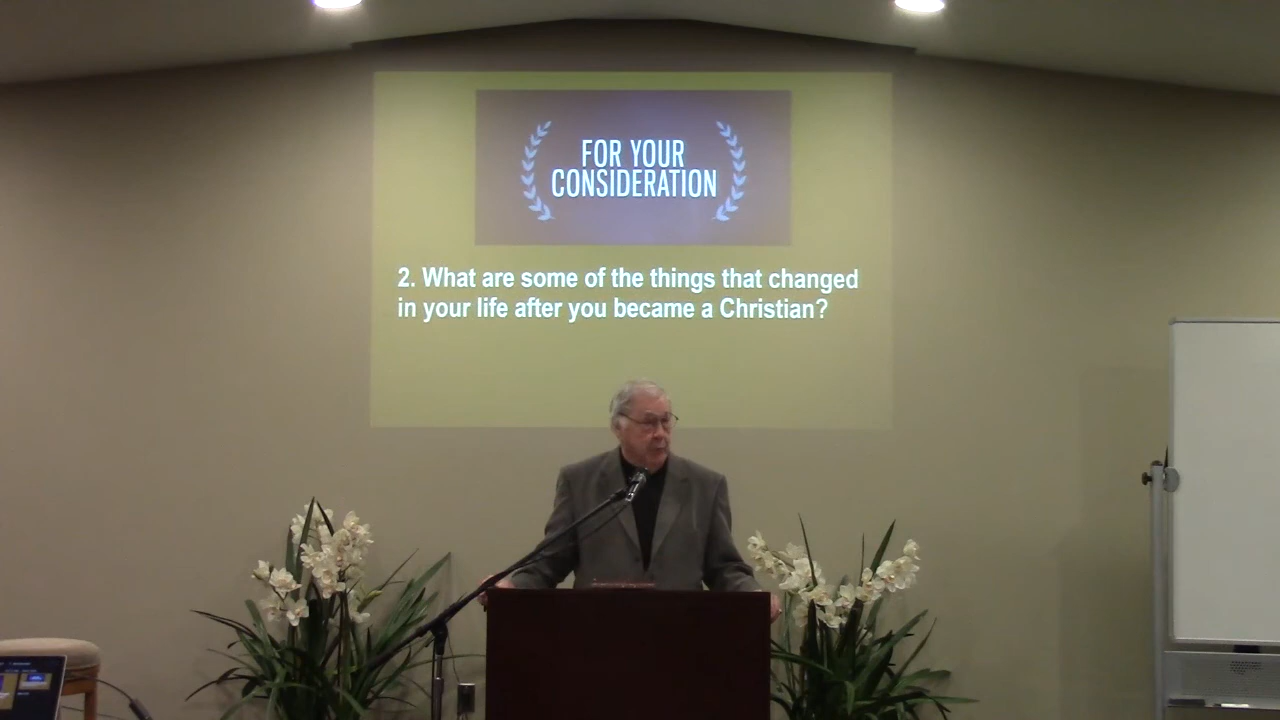 FOR YOUR
CONSIDERATION
2. What are some of the things that changed
in your life after you became a Christian?